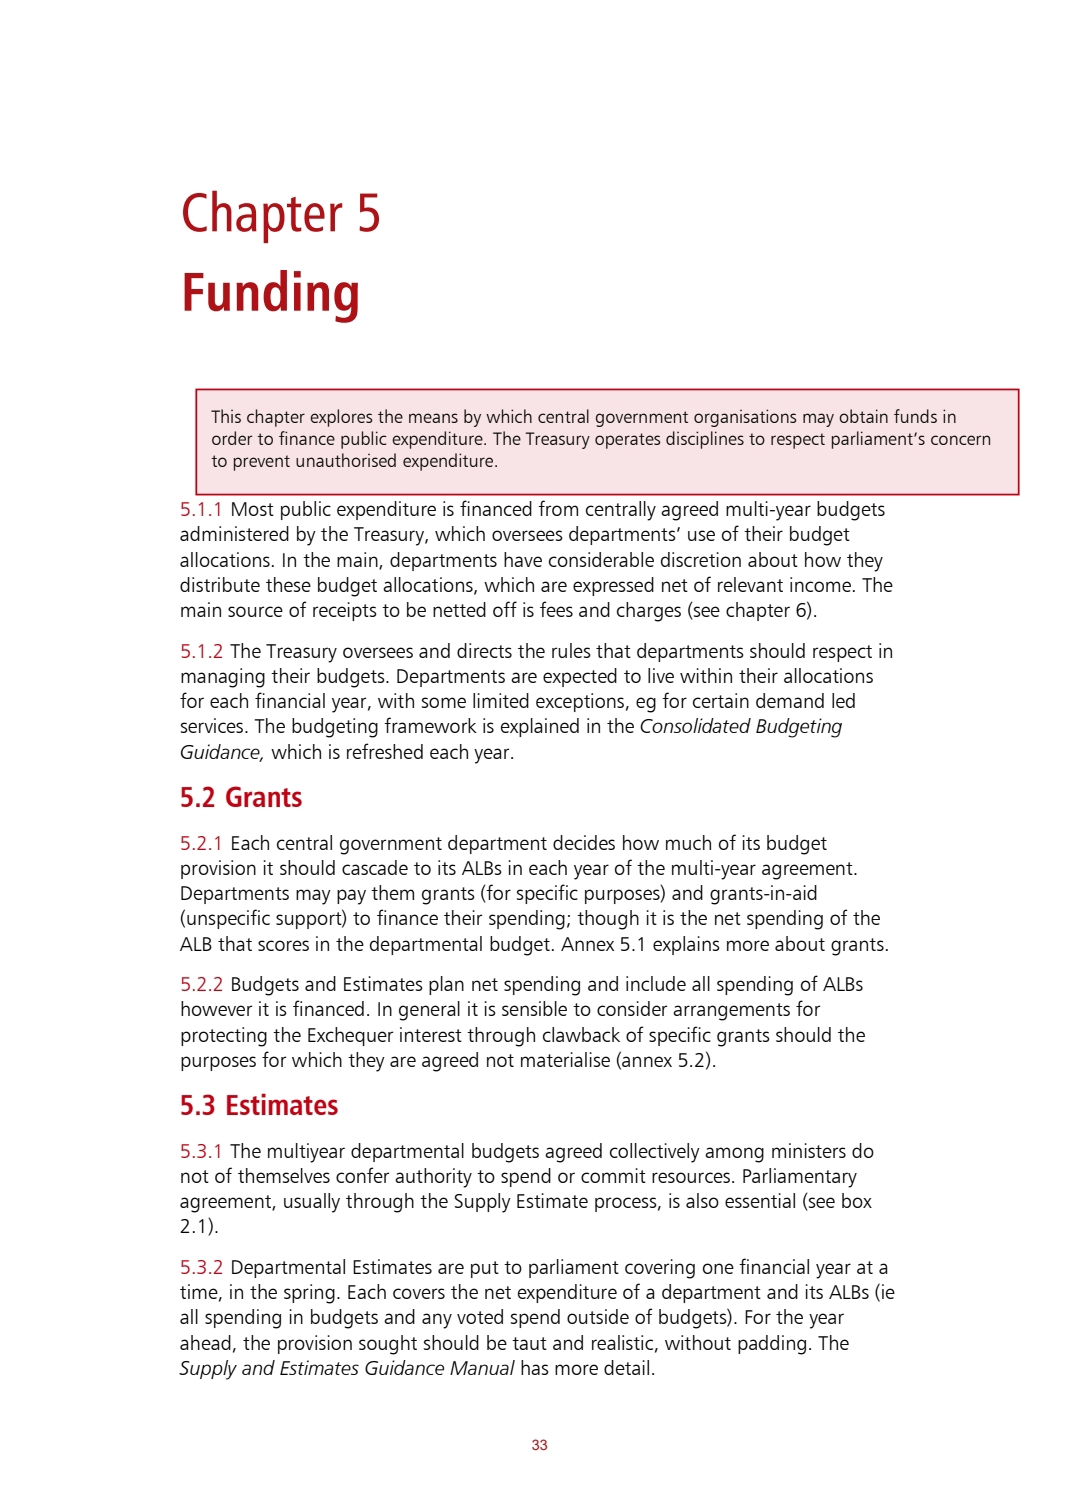 Chapter 5
Funding
This chapter explores the means by which central government organisations may obtain funds in
order to finance public expenditure. The Treasury operates disciplines to respect parliament’s concern
to prevent unauthorised expenditure.
5.1.1 Most public expenditure is financed from centrally agreed multi-year budgets
administered by the Treasury, which oversees departments’ use of their budget
allocations. In the main, departments have considerable discretion about how they
distribute these budget allocations, which are expressed net of relevant income. The
main source of receipts to be netted off is fees and charges (see chapter 6).
5.1.2 The Treasury oversees and directs the rules that departments should respect in
managing their budgets. Departments are expected to live within their allocations
for each financial year, with some limited exceptions, eg for certain demand led
services. The budgeting framework is explained in the Consolidated Budgeting
Guidance, which is refreshed each year.
5.2 Grants
5.2.1 Each central government department decides how much of its budget
provision it should cascade to its ALBs in each year of the multi-year agreement.
Departments may pay them grants (for specific purposes) and grants-in-aid
(unspecific support) to finance their spending; though it is the net spending of the
ALB that scores in the departmental budget. Annex 5.1 explains more about grants.
5.2.2 Budgets and Estimates plan net spending and include all spending of ALBs
however it is financed. In general it is sensible to consider arrangements for
protecting the Exchequer interest through clawback of specific grants should the
purposes for which they are agreed not materialise (annex 5.2).
5.3 Estimates
5.3.1 The multiyear departmental budgets agreed collectively among ministers do
not of themselves confer authority to spend or commit resources. Parliamentary
agreement, usually through the Supply Estimate process, is also essential (see box
2.1).
5.3.2 Departmental Estimates are put to parliament covering one financial year at a
time, in the spring. Each covers the net expenditure of a department and its ALBs (ie
all spending in budgets and any voted spend outside of budgets). For the year
ahead, the provision sought should be taut and realistic, without padding. The
Supply and Estimates Guidance Manual has more detail.
33